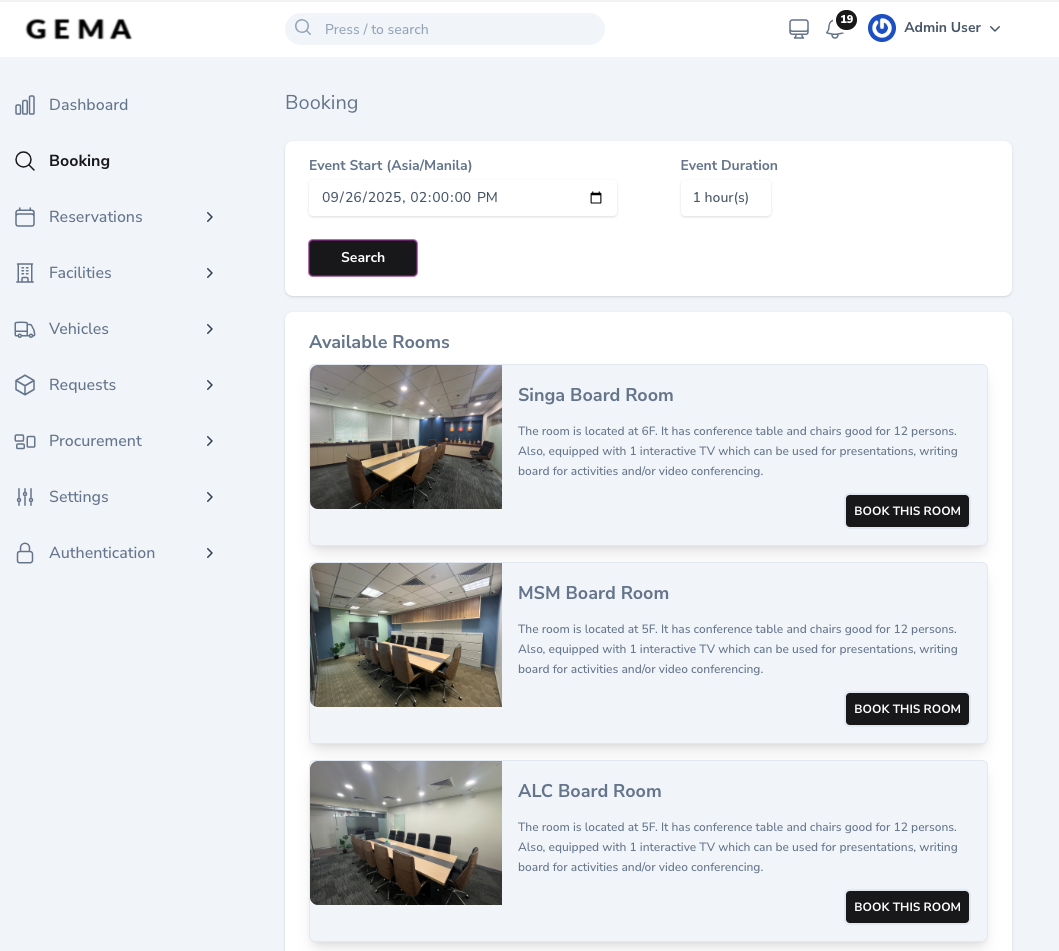 GEMA
Press / to search
19
Admin User
Dashboard
Booking
Reservations
Facilities
Vehicles
Requests
Procurement
Settings
Authentication
Booking
Event Start (Asia/Manila)
Event Duration
09/26/2025, 02:00:00 PM
1 hour(s)
Search
Available Rooms
Singa Board Room
The room is located at 6F. It has conference table and chairs good for 12 persons.
Also, equipped with 1 interactive TV which can be used for presentations, writing
board for activities and/or video conferencing.
BOOK THIS ROOM
MSM Board Room
The room is located at 5F. It has conference table and chairs good for 12 persons.
Also, equipped with 1 interactive TV which can be used for presentations, writing
board for activities and/or video conferencing.
BOOK THIS ROOM
ALC Board Room
The room is located at 5F. It has conference table and chairs good for 12 persons.
Also, equipped with 1 interactive TV which can be used for presentations, writing
board for activities and/or video conferencing.
BOOK THIS ROOM